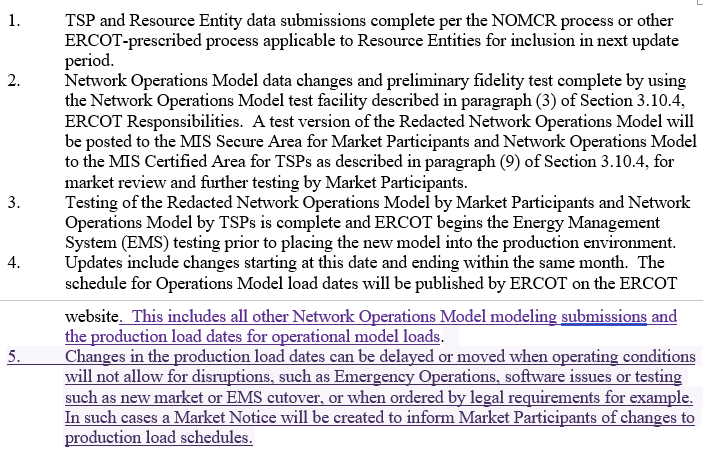 1. TSP and Resource Entity data submissions complete per the NOMCR process or other
ERCOT-prescribed process applicable to Resource Entities for inclusion in next update
period.
2. Network Operations Model data changes and preliminary fidelity test complete by using
the Network Operations Model test facility described in paragraph (3) of Section 3.10.4,
ERCOT Responsibilities.  A test version of the Redacted Network Operations Model will
be posted to the MIS Secure Area for Market Participants and Network Operations Model
to the MIS Certified Area for TSPs as described in paragraph (9) of Section 3.10.4, for
market review and further testing by Market Participants.
3. Testing of the Redacted Network Operations Model by Market Participants and Network
Operations Model by TSPs is complete and ERCOT begins the Energy Management
System (EMS) testing prior to placing the new model into the production environment.
4. Updates include changes starting at this date and ending within the same month.  The
schedule for Operations Model load dates will be published by ERCOT on the ERCOT
website.  This includes all other Network Operations Model modeling submissions and
the production load dates for operational model loads.
5. Changes in the production load dates can be delayed or moved when operating conditions
will not allow for disruptions, such as Emergency Operations, software issues or testing
such as new market or EMS cutover, or when ordered by legal requirements for example.
In such cases a Market Notice will be created to inform Market Participants of changes to
production load schedules.